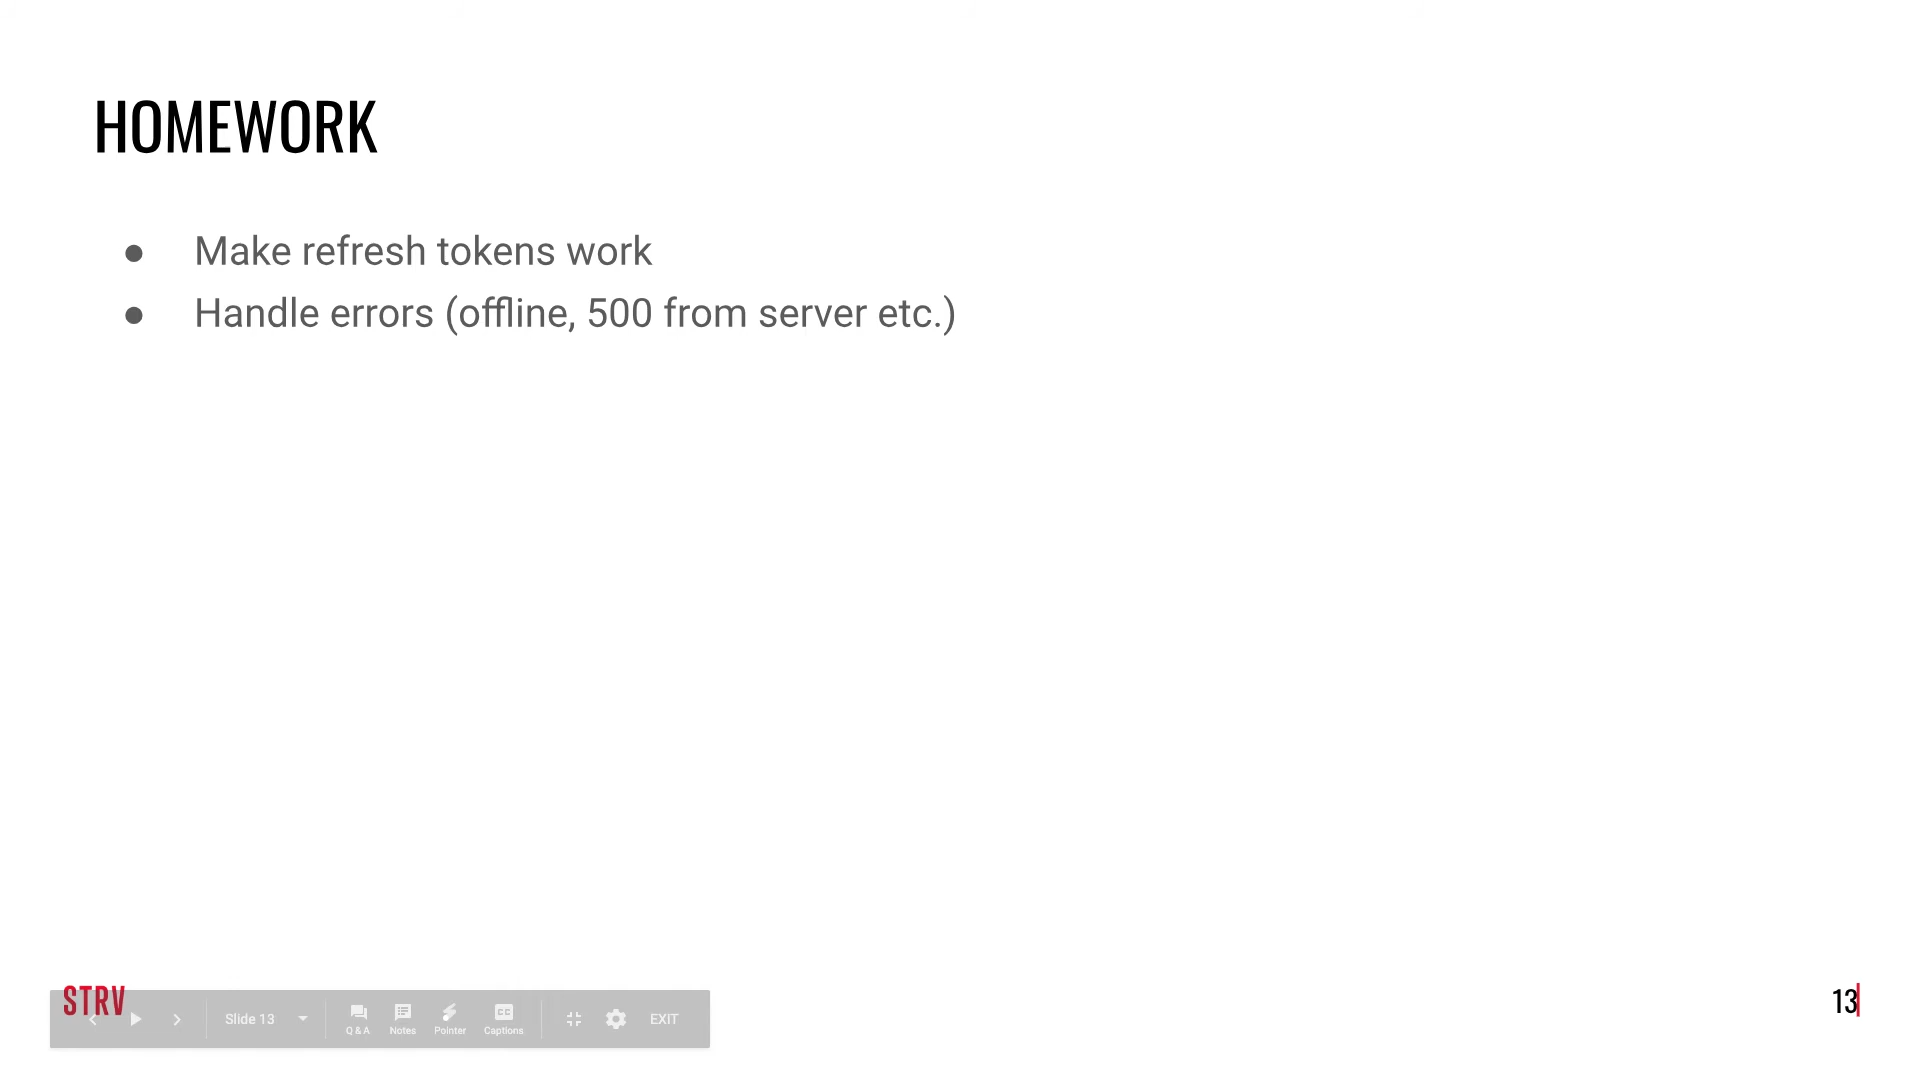 HOMEWORK
● Make refresh tokens work
● Handle errors (offline, 500 from server etc.)
STRV
13
Slide 13
Q & A
Notes
Pointer
CC
Captions
EXIT